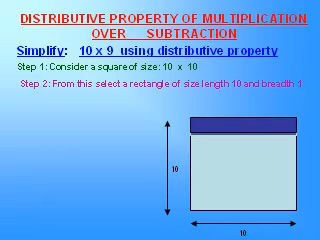 DISTRIBUTIVE PROPERTY OF MULTIPLICATION
OVER SUBTRACTION
Simplify: 10 x 9 using distributive property
Step 1: Consider a square of size: 10 x 10
Step 2: From this select a rectangle of size length 10 and breadth 1
10
10